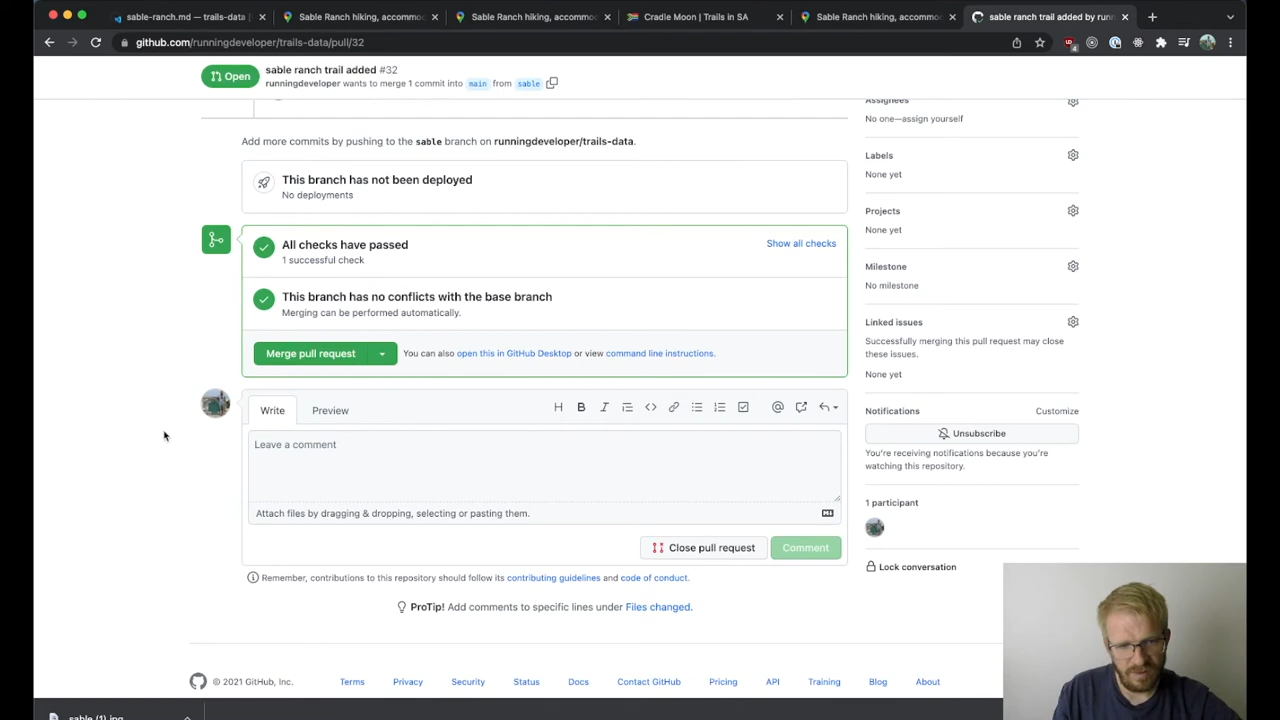 sable-ranch.md — trails-data |
Sable Ranch hiking, accommo
Sable Ranch hiking, accommo
Cradle Moon | Trails in SA
Sable Ranch hiking, accommo
sable ranch trail added by runn
github.com/runningdeveloper/trails-data/pull/32
4
Open
sable ranch trail added #32
runningdeveloper wants to merge 1 commit into main from sable
Assignees
No one—assign yourself
Add more commits by pushing to the sable branch on runningdeveloper/trails-data.
Labels
None yet
This branch has not been deployed
No deployments
Projects
None yet
All checks have passed
Show all checks
1 successful check
Milestone
No milestone
This branch has no conflicts with the base branch
Merging can be performed automatically.
Linked issues
Successfully merging this pull request may close
these issues.
None yet
Merge pull request
You can also open this in GitHub Desktop or view command line instructions.
Write
Preview
H B I
Notifications
Customize
Unsubscribe
You're receiving notifications because you're
watching this repository.
Leave a comment
Attach files by dragging & dropping, selecting or pasting them.
1 participant
Close pull request
Comment
Lock conversation
Remember, contributions to this repository should follow its contributing guidelines and code of conduct.
ProTip! Add comments to specific lines under Files changed.
© 2021 GitHub, Inc.
Terms
Privacy
Security
Status
Docs
Contact GitHub
Pricing
API
Training
Blog
About
sable (1).jpg